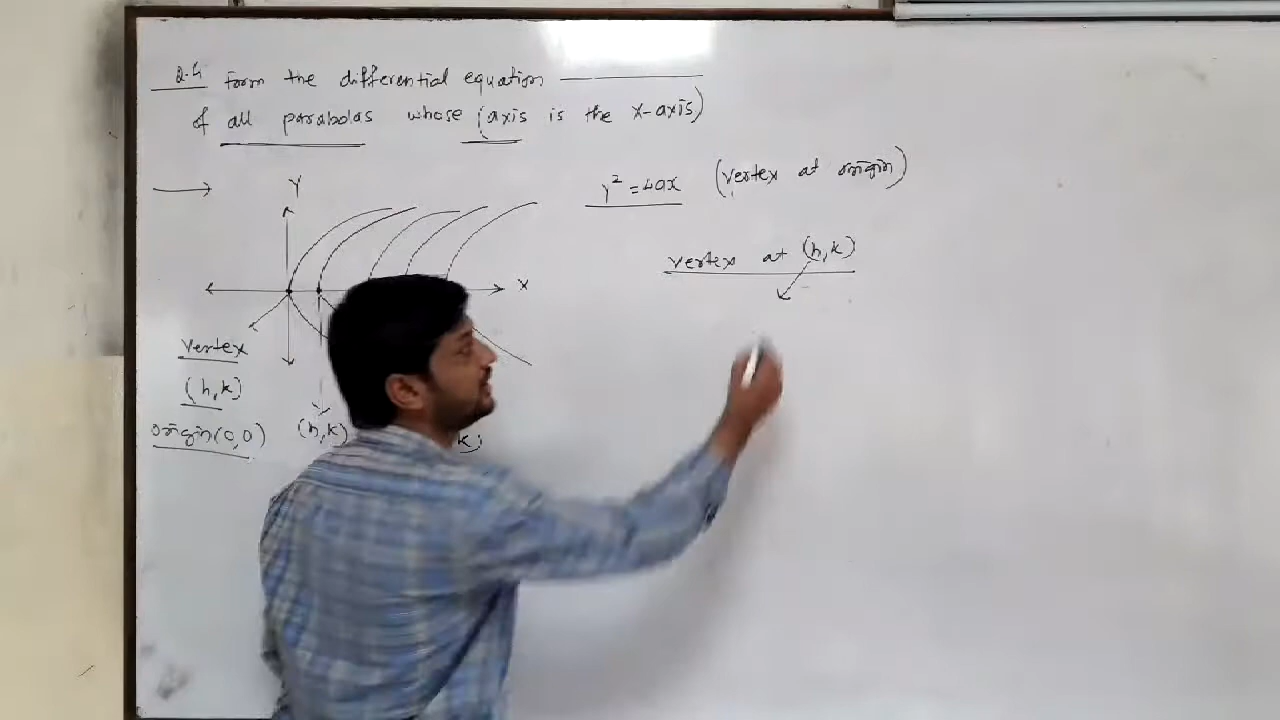 Q.4 Form the differential equation
of all parabolas whose (axis is the x-axis)
Y
y² = 4ax (vertex at origin)
vertex at (h,k)
X
Vertex
(h,k)
origin(0,0) (h,k) k)